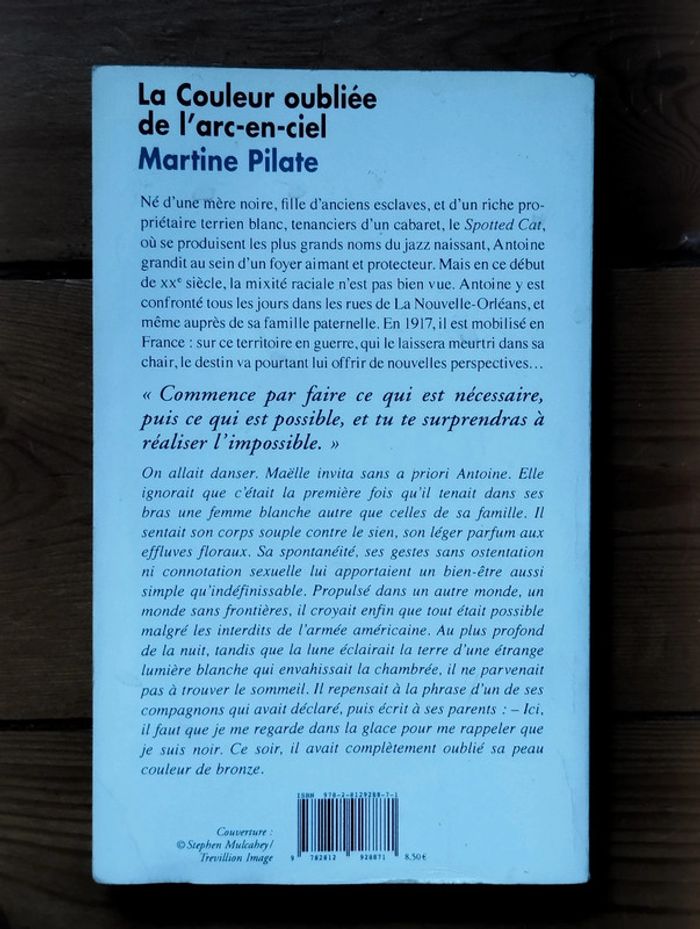 La Couleur oubliée
de l'arc-en-ciel
Martine Pilate
Né d'une mère noire, fille d'anciens esclaves, et d'un riche pro-
priétaire terrien blanc, tenanciers d'un cabaret, le Spotted Cat,
où se produisent les plus grands noms du jazz naissant, Antoine
grandit au sein d'un foyer aimant et protecteur. Mais en ce début
de XXe siècle, la mixité raciale n'est pas bien vue. Antoine y est
confronté tous les jours dans les rues de La Nouvelle-Orléans, et
même auprès de sa famille paternelle. En 1917, il est mobilisé en
France : sur ce territoire en guerre, qui le laissera meurtri dans sa
chair, le destin va pourtant lui offrir de nouvelles perspectives…
« Commence par faire ce qui est nécessaire,
puis ce qui est possible, et tu te surprendras à
réaliser l'impossible. »
On allait danser. Maëlle invita sans a priori Antoine. Elle
ignorait que c'était la première fois qu'il tenait dans ses
bras une femme blanche autre que celles de sa famille. Il
sentait son corps souple contre le sien, son léger parfum aux
effluves floraux. Sa spontanéité, ses gestes sans ostentation
ni connotation sexuelle lui apportaient un bien-être aussi
simple qu'indéfinissable. Propulsé dans un autre monde, un
monde sans frontières, il croyait enfin que tout était possible
malgré les interdits de l'armée américaine. Au plus profond
de la nuit, tandis que la lune éclairait la terre d'une étrange
lumière blanche qui envahissait la chambrée, il ne parvenait
pas à trouver le sommeil. Il repensait à la phrase d'un de ses
compagnons qui avait déclaré, puis écrit à ses parents : – Ici,
il faut que je me regarde dans la glace pour me rappeler que
je suis noir. Ce soir, il avait complètement oublié sa peau
couleur de bronze.
ISBN 978-2-8129288-7-1
Couverture :
© Stephen Mulcahey/
Trevillion Image
9 782812 928871
8,50 €